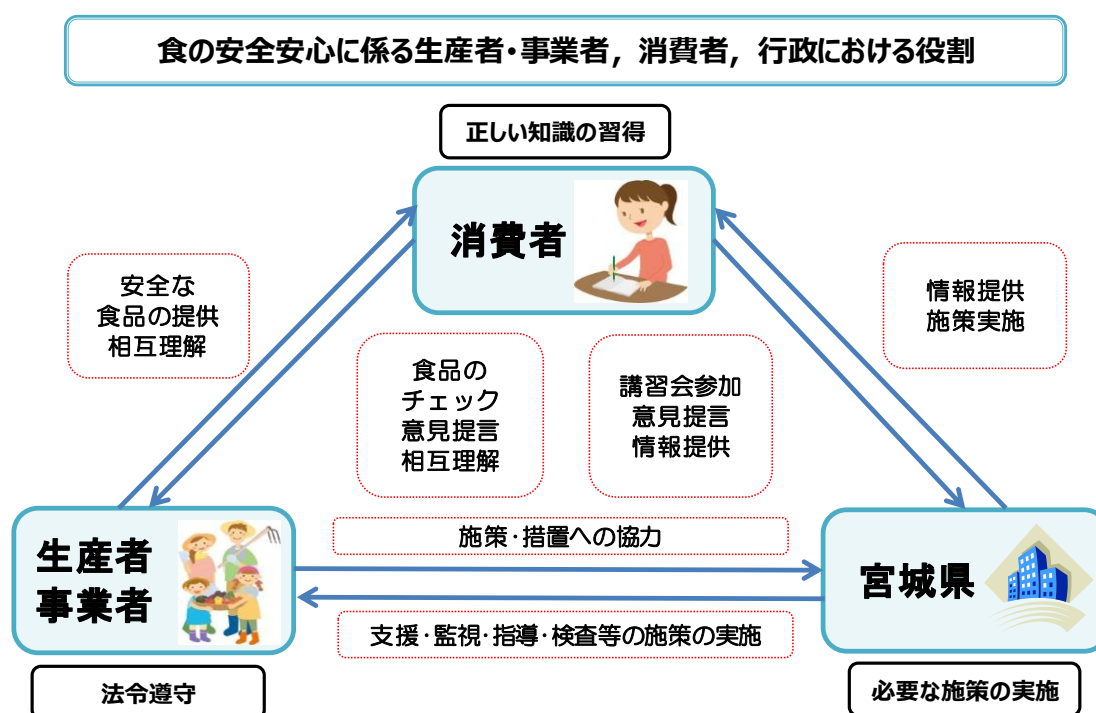 食の安全安心に係る生産者・事業者，消費者，行政における役割
正しい知識の習得
消費者
安全な
食品の提供
相互理解
情報提供
施策実施
食品の
チェック
意見提言
相互理解
講習会参加
意見提言
情報提供
生産者
事業者
施策・措置への協力
宮城県
支援・監視・指導・検査等の施策の実施
法令遵守
必要な施策の実施